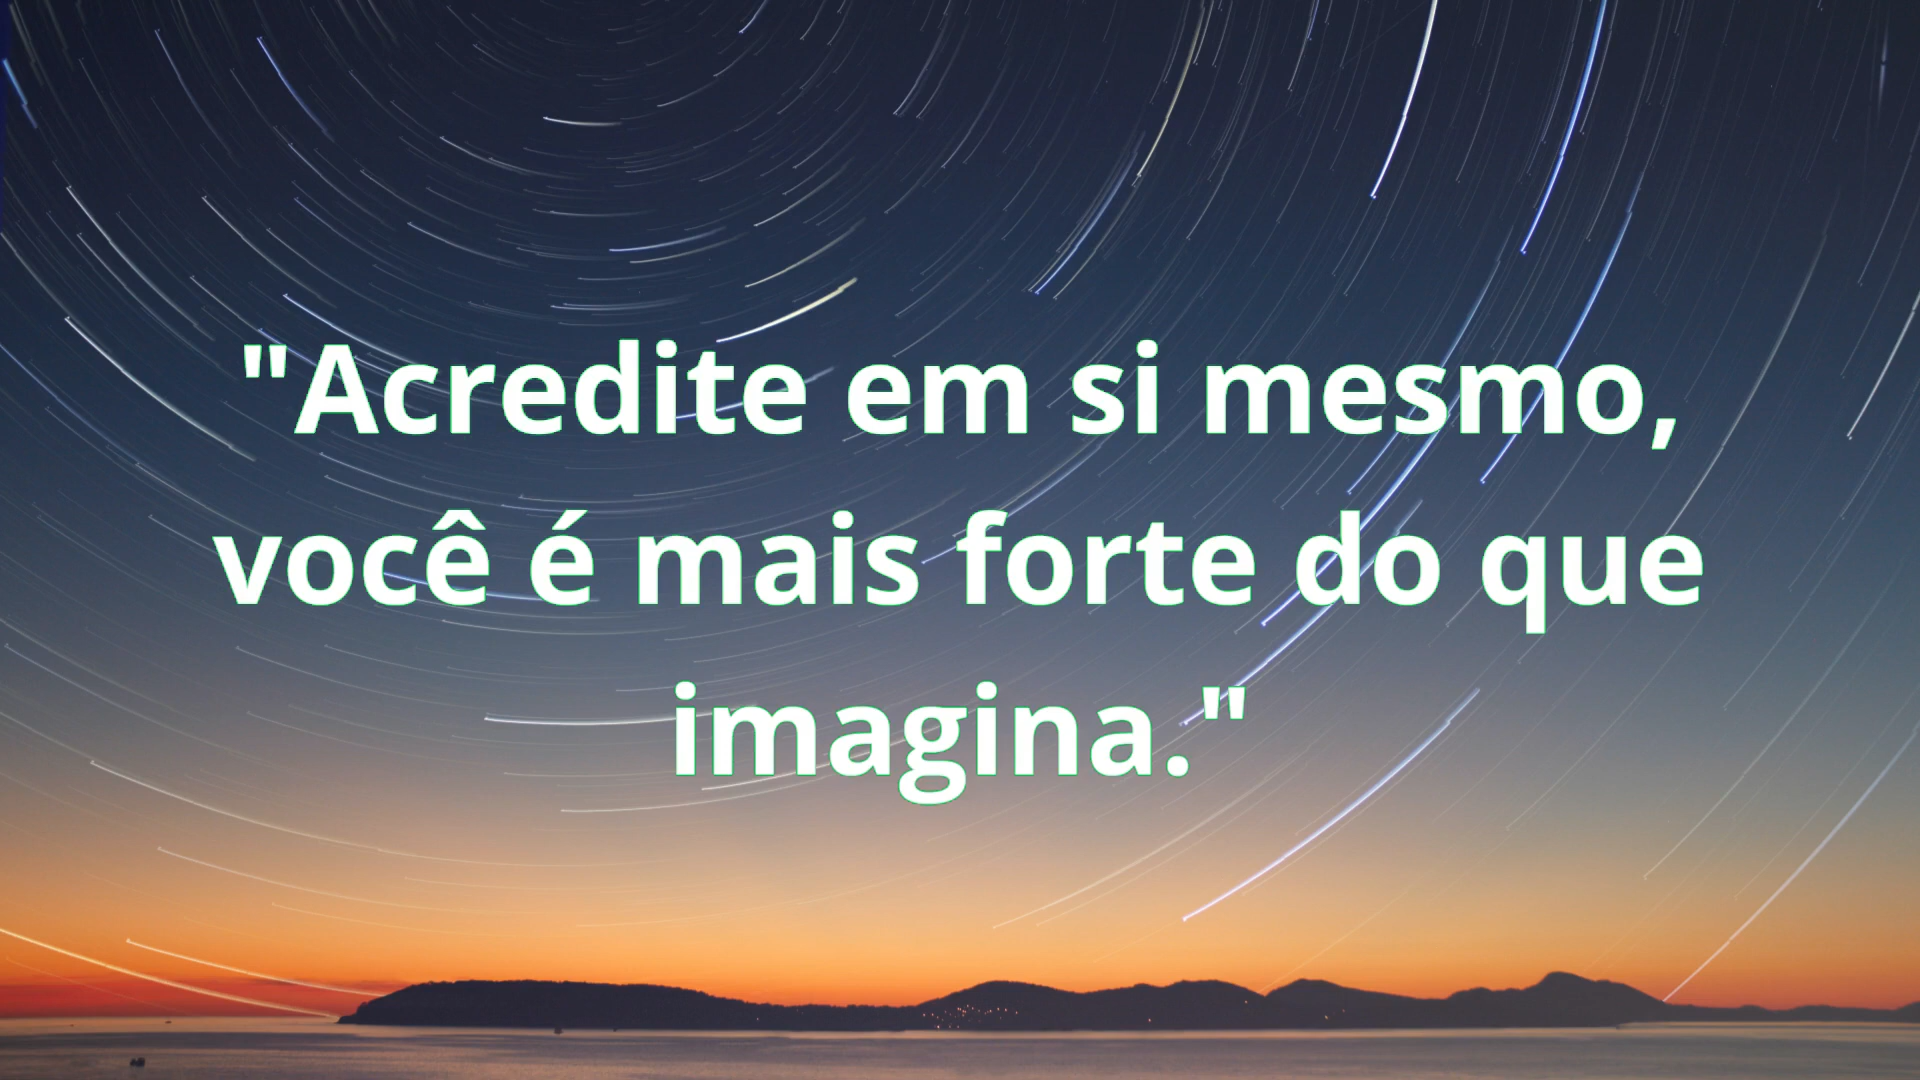 "Acredite em si mesmo,
você é mais forte do que
imagina."